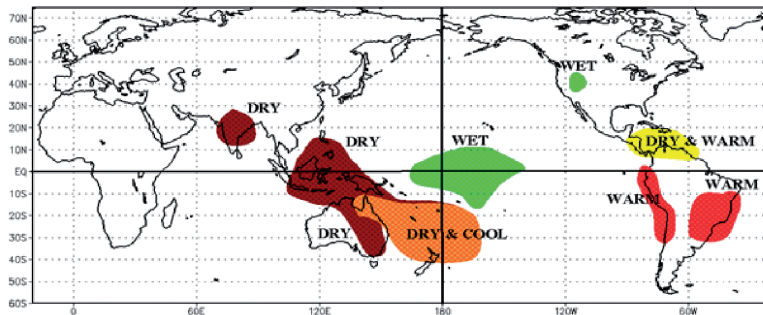 75N
70N
60N
50N
WET
40N
30N
DRY
20N
DRY
WET
DRY & WARM
10N
EQ
WARM
WARM
10S
20S
DRY
DRY & COOL
30S
40S
50S
60S
0
60E
120E
180
120W
60W